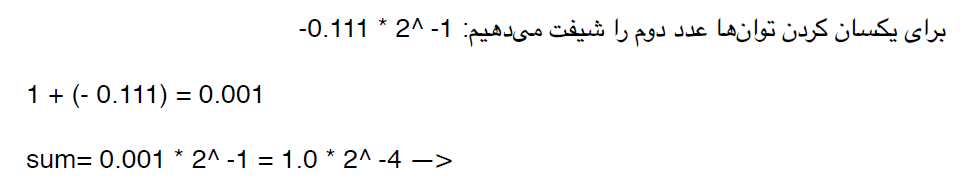 برای یکسان کردن توان‌ها عدد دوم را شیفت می‌دهیم: -0.111 * 2^ -1
1 + (- 0.111) = 0.001
sum= 0.001 * 2^ -1 = 1.0 * 2^ -4 —>